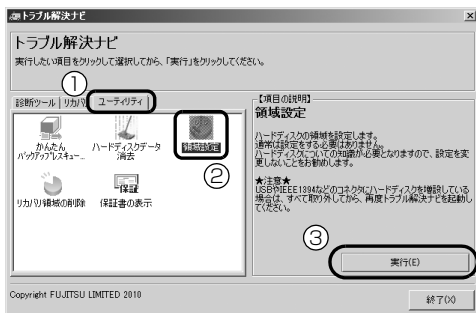 トラブル解決ナビ
トラブル解決ナビ
実行したい項目をクリックして選択してから、「実行」をクリックしてください。
①
診断ツール
リカバリ
ユーティリティ
かんたん
バックアップレスキュー...
ハードディスクデータ
消去
領域設定
②
リカバリ領域の削除
保証書の表示
【項目の説明】
領域設定
ハードディスクの領域を設定します。
通常は設定をする必要はありません。
ハードディスクについての知識が必要となりますので、設定を変
更しないことをお勧めします。
★注意★
USBやIEEE1394などのコネクタにハードディスクを増設している
場合は、すべて取り外してから、再度トラブル解決ナビを起動し
てください。
③
実行(E)
Copyright FUJITSU LIMITED 2010
終了(X)